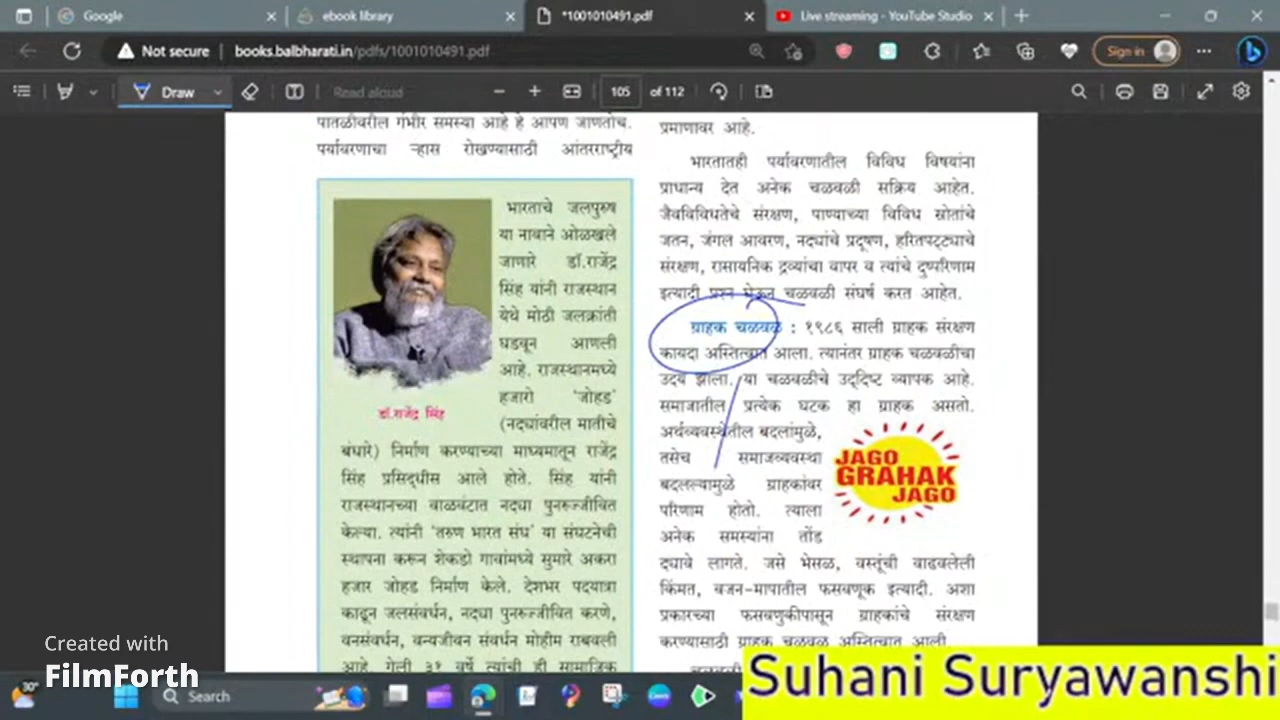 Google
ebook library
*1001010491.pdf
Live streaming - YouTube Studio
Not secure
books.balbharati.in/pdfs/1001010491.pdf
Sign in
Draw
Read aloud
105
of 112
पातळीवरील गंभीर समस्या आहे हे आपण जाणतोच.
पर्यावरणाचा ऱ्हास रोखण्यासाठी आंतरराष्ट्रीय
भारताचे जलपुरुष
या नावाने ओळखले
जाणारे डॉ.राजेंद्र
सिंह यांनी राजस्थान
येथे मोठी जलक्रांती
घडवून आणली
आहे. राजस्थानमध्ये
हजारो 'जोहड'
(नद्यांवरील मातीचे
डॉ.राजेंद्र सिंह
बंधारे) निर्माण करण्याच्या माध्यमातून राजेंद्र
सिंह प्रसिद्धीस आले होते. सिंह यांनी
राजस्थानच्या वाळवंटात नद्या पुनरुज्जीवित
केल्या. त्यांनी 'तरुण भारत संघ' या संघटनेची
स्थापना करून शेकडो गावांमध्ये सुमारे अकरा
हजार जोहड निर्माण केले. देशभर पदयात्रा
काढून जलसंवर्धन, नद्या पुनरुज्जीवित करणे,
वनसंवर्धन, वन्यजीवन संवर्धन मोहीम राबवली
आहे. गेली ३१ वर्षे त्यांची ही सामाजिक
प्रमाणावर आहे.
भारतातही पर्यावरणातील विविध विषयांना
प्राधान्य देत अनेक चळवळी सक्रिय आहेत.
जैवविविधतेचे संरक्षण, पाण्याच्या विविध स्रोतांचे
जतन, जंगल आवरण, नद्यांचे प्रदूषण, हरितपट्ट्याचे
संरक्षण, रासायनिक द्रव्यांचा वापर व त्यांचे दुष्परिणाम
इत्यादी प्रश्न घेऊन चळवळी संघर्ष करत आहेत.
ग्राहक चळवळ : १९८६ साली ग्राहक संरक्षण
कायदा अस्तित्वात आला. त्यानंतर ग्राहक चळवळीचा
उदय झाला. या चळवळीचे उद्दिष्ट व्यापक आहे.
समाजातील प्रत्येक घटक हा ग्राहक असतो.
अर्थव्यवस्थेतील बदलांमुळे,
तसेच समाजव्यवस्था
बदलल्यामुळे ग्राहकांवर
परिणाम होतो. त्याला
अनेक समस्यांना तोंड
द्यावे लागते. जसे भेसळ, वस्तूंची वाढवलेली
किंमत, वजन-मापातील फसवणूक इत्यादी. अशा
प्रकारच्या फसवणुकीपासून ग्राहकांचे संरक्षण
करण्यासाठी ग्राहक चळवळ अस्तित्वात आली.
JAGO
GRAHAK
JAGO
Created with
FilmForth
30°
Search
Suhani Suryawanshi